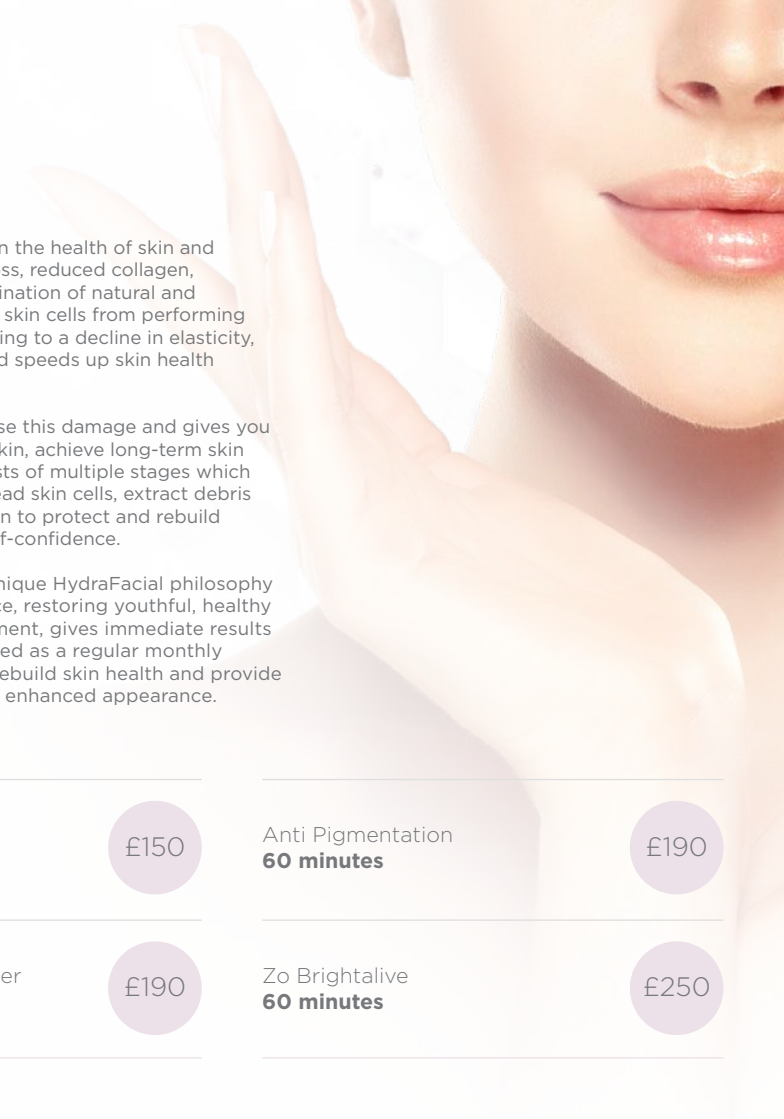 n the health of skin and
ss, reduced collagen,
ination of natural and
skin cells from performing
ing to a decline in elasticity,
d speeds up skin health
se this damage and gives you
kin, achieve long-term skin
sts of multiple stages which
ead skin cells, extract debris
n to protect and rebuild
f-confidence.
nique HydraFacial philosophy
ce, restoring youthful, healthy
ment, gives immediate results
ed as a regular monthly
ebuild skin health and provide
enhanced appearance.
£150
Anti Pigmentation
60 minutes
£190
er
£190
Zo Brightalive
60 minutes
£250